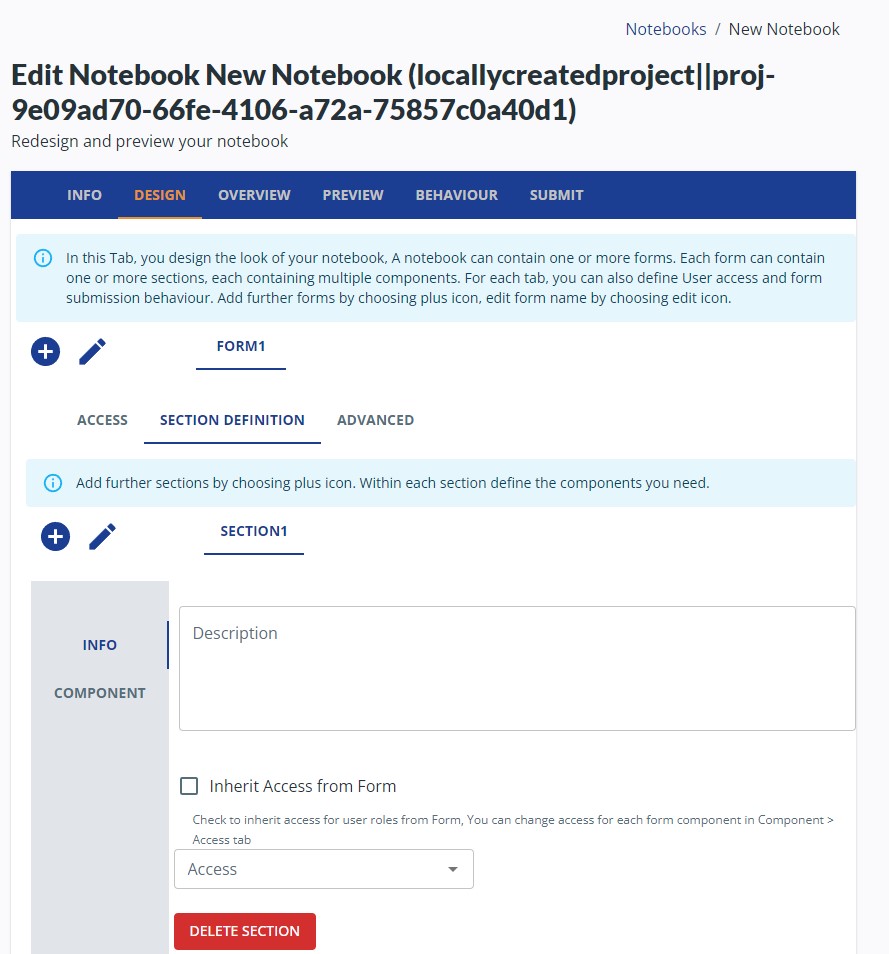 Notebooks / New Notebook
Edit Notebook New Notebook (locallycreatedproject||proj-
9e09ad70-66fe-4106-a72a-75857c0a40d1)
Redesign and preview your notebook
INFO DESIGN OVERVIEW PREVIEW BEHAVIOUR SUBMIT
In this Tab, you design the look of your notebook, A notebook can contain one or more forms. Each form can contain
one or more sections, each containing multiple components. For each tab, you can also define User access and form
submission behaviour. Add further forms by choosing plus icon, edit form name by choosing edit icon.
FORM1
ACCESS SECTION DEFINITION ADVANCED
Add further sections by choosing plus icon. Within each section define the components you need.
SECTION1
INFO
COMPONENT
Description
Inherit Access from Form
Check to inherit access for user roles from Form, You can change access for each form component in Component >
Access tab
Access
DELETE SECTION